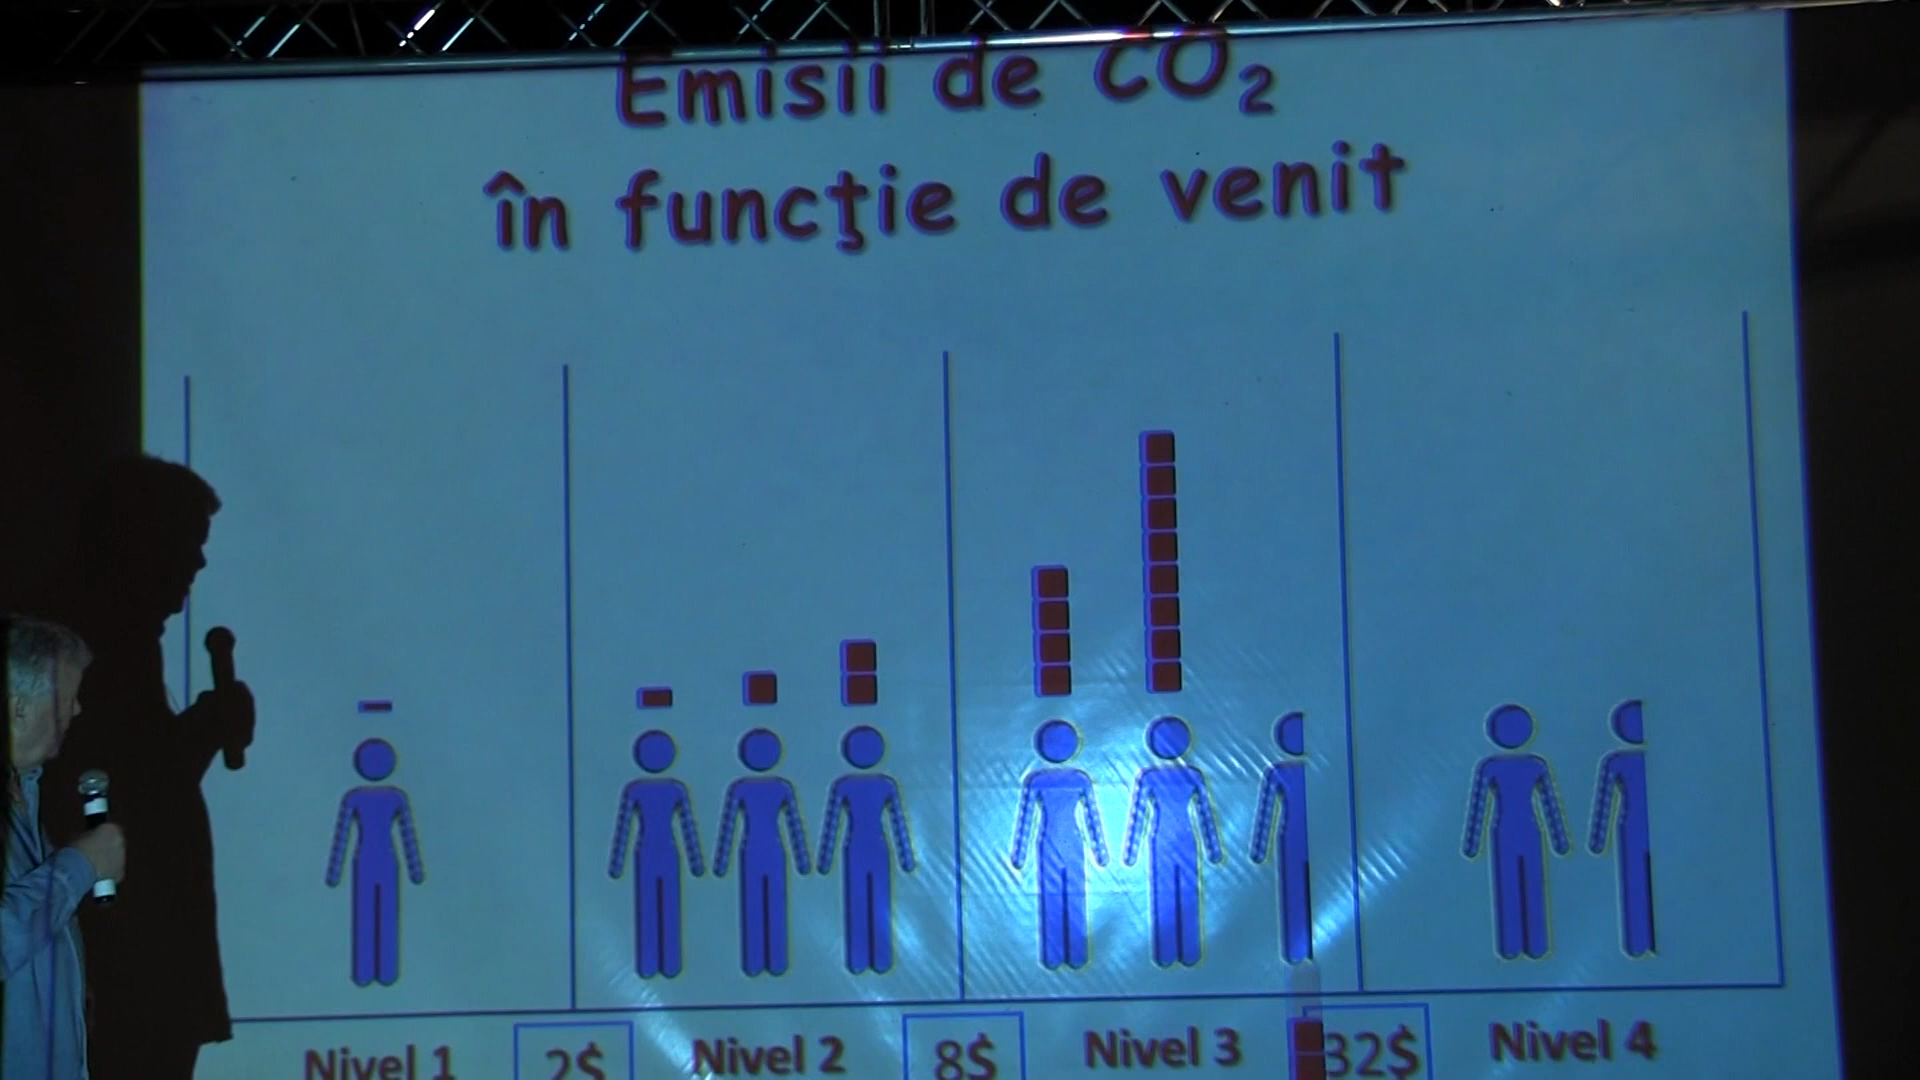 Emisii de CO₂
în funcţie de venit
Nivel 1 2$ Nivel 2 8$ Nivel 3 32$ Nivel 4